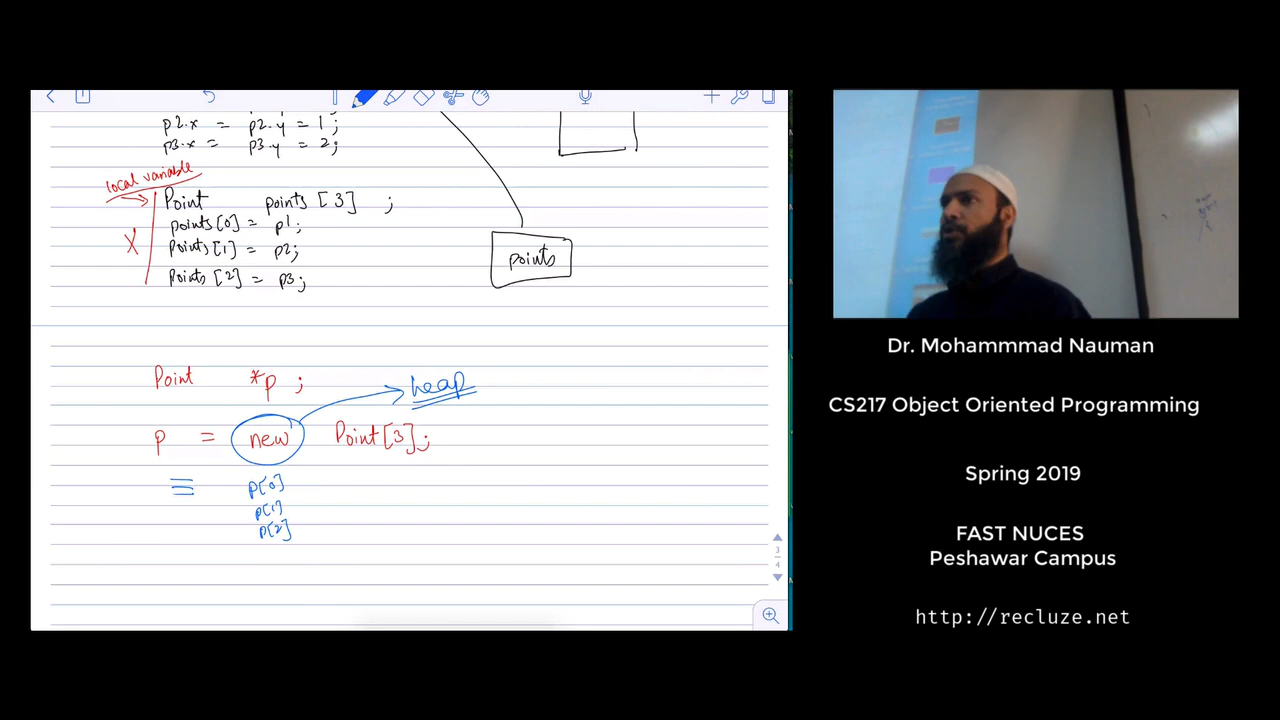 p2.x = p2.y = 1;
p3.x = p3.y = 2;
local variable
Point points [3] ;
points[0] = p1;
Points[1] = p2;
Points [2] = p3;
X
points
Point *p ;
heap
p = new Point[3];
≡ p[0]
p[1]
p[2]
3
4
Dr. Mohammmad Nauman
CS217 Object Oriented Programming
Spring 2019
FAST NUCES
Peshawar Campus
http://recluze.net